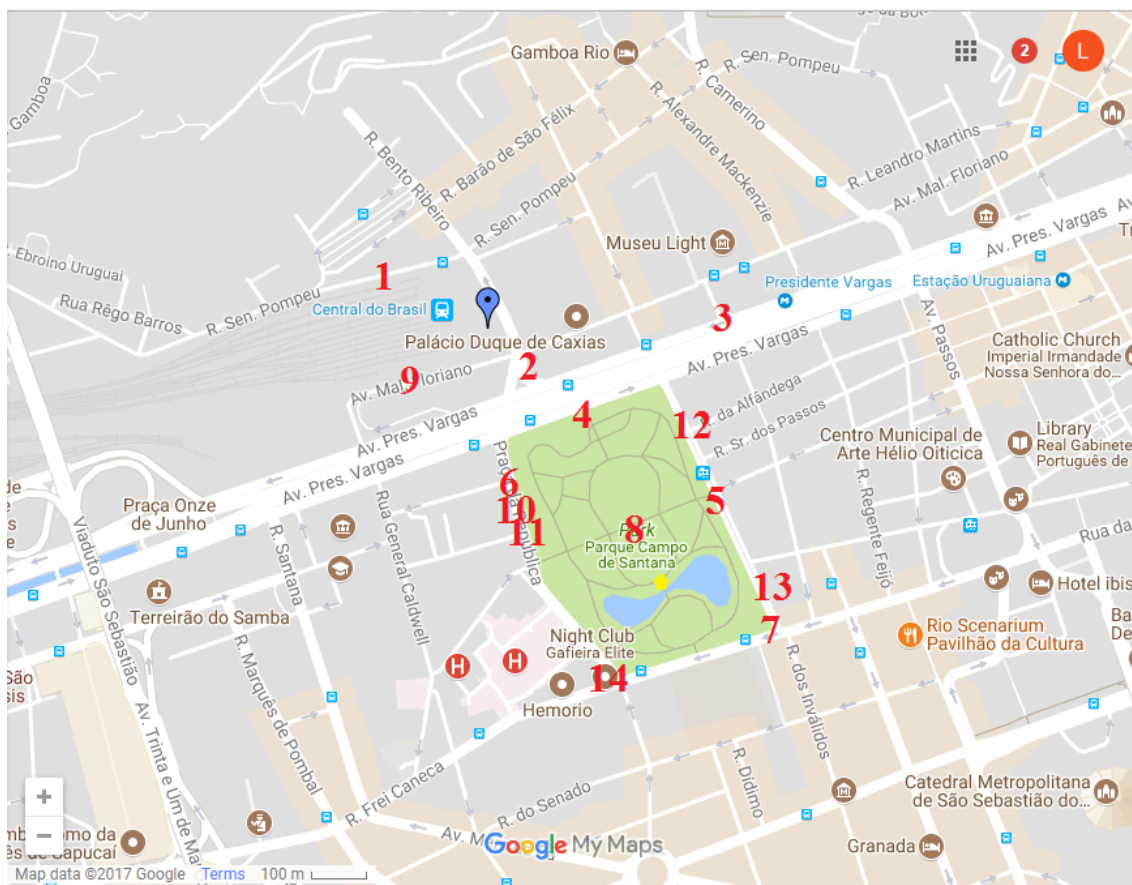 Gamboa Rio
2
L
R. Sen. Pompeu
R. Camerino
Gamboa
R. Alexandre Mackenzie
R. Barão de São Félix
R. Bento Ribeiro
R. Leandro Martins
Av. Mal. Floriano
R. Sen. Pompeu
Av. Pres. Vargas
Av.
Museu Light
Ebroino Uruguai
1
Presidente Vargas
Estação Uruguaiana
Rua Rêgo Barros
R. Sen. Pompeu
Central do Brasil
3
Palácio Duque de Caxias
Av. Pres. Vargas
Av. Passos
Catholic Church
Imperial Irmandade
Nossa Senhora do...
2
9
Av. Mal. Floriano
4
12
R. da Alfândega
R. Sr. dos Passos
Av. Pres. Vargas
Av. Pres. Vargas
Centro Municipal de
Arte Hélio Oiticica
Library
Real Gabinete
Português de
Praça da República
6
10
11
5
8
Park
Parque Campo
de Santana
Praça Onze
de Junho
R. Santana
Rua General Caldwell
R. Regente Feijó
Rua da
Viaduto São Sebastião
13
7
Hotel ibis
Terreirão do Samba
Night Club
Gafieira Elite
Rio Scenarium
Pavilhão da Cultura
H
H
14
Hemorio
R. Marquês de Pombal
R. dos Inválidos
São
Av. Trinta e Um de Ma
R. Dídimo
Catedral Metropolitana
de São Sebastião do...
+
−
R. Frei Caneca
R. do Senado
Av. M
Google My Maps
Granada
Map data ©2017 Google Terms 100 m